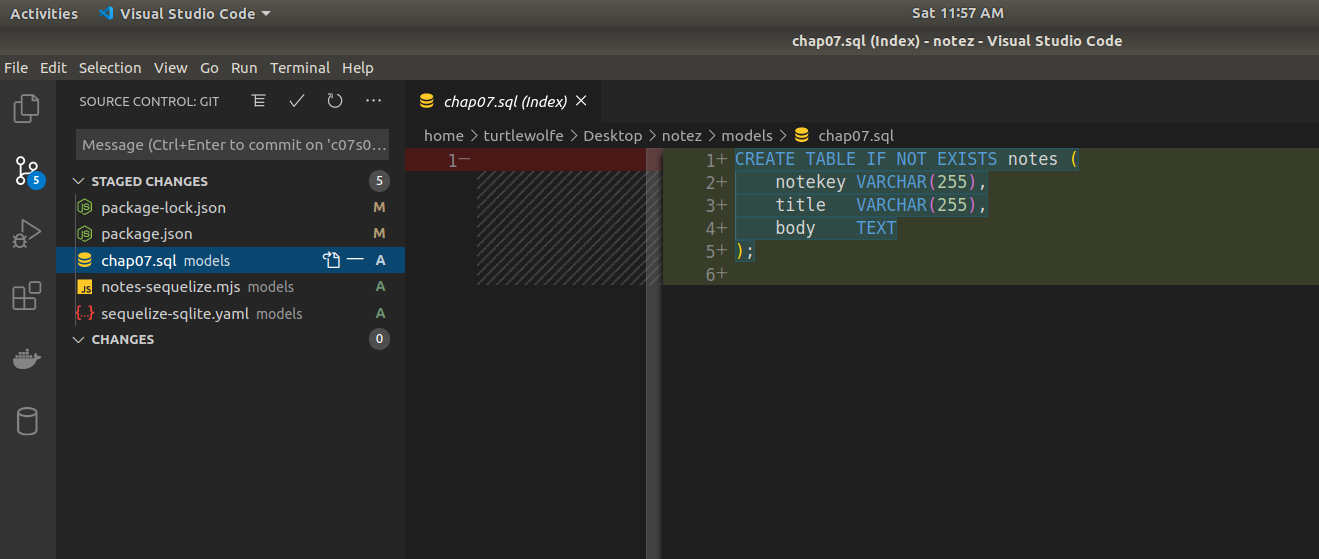 Activities Visual Studio Code Sat 11:57 AM
chap07.sql (Index) - notez - Visual Studio Code
File Edit Selection View Go Run Terminal Help
SOURCE CONTROL: GIT
chap07.sql (Index)
home > turtlewolfe > Desktop > notez > models > chap07.sql
Message (Ctrl+Enter to commit on 'c07s0…
5
STAGED CHANGES 5
package-lock.json M
package.json M
chap07.sql models A
notes-sequelize.mjs models A
sequelize-sqlite.yaml models A
CHANGES 0
1−
1+ CREATE TABLE IF NOT EXISTS notes (
2+     notekey VARCHAR(255),
3+     title   VARCHAR(255),
4+     body    TEXT
5+ );
6+